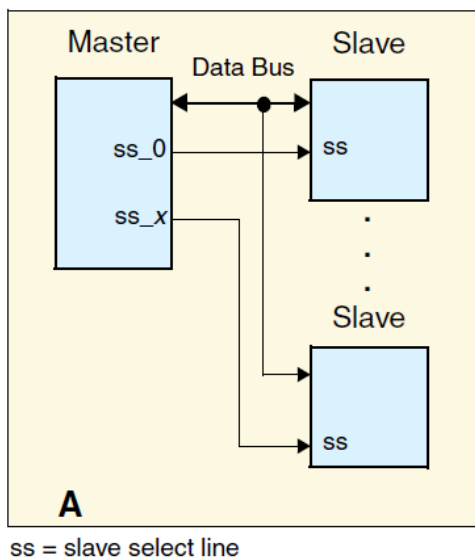 Master
Slave
Data Bus
ss_0
ss
ss_x
Slave
ss
A
ss = slave select line